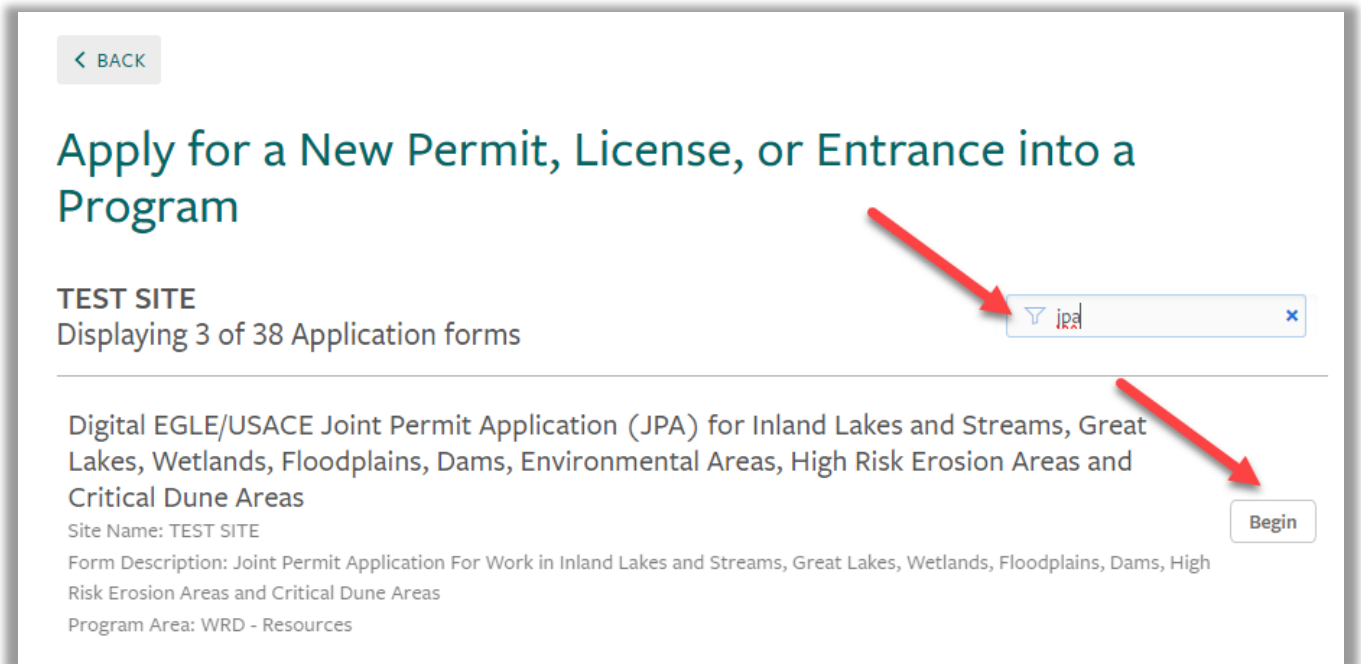 BACK
Apply for a New Permit, License, or Entrance into a
Program
TEST SITE
Displaying 3 of 38 Application forms
jpa
Digital EGLE/USACE Joint Permit Application (JPA) for Inland Lakes and Streams, Great
Lakes, Wetlands, Floodplains, Dams, Environmental Areas, High Risk Erosion Areas and
Critical Dune Areas
Site Name: TEST SITE
Begin
Form Description: Joint Permit Application For Work in Inland Lakes and Streams, Great Lakes, Wetlands, Floodplains, Dams, High
Risk Erosion Areas and Critical Dune Areas
Program Area: WRD - Resources